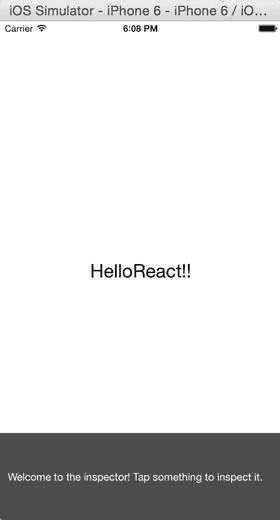 iOS Simulator - iPhone 6 - iPhone 6 / iO...
Carrier 6:08 PM
HelloReact!!
Welcome to the inspector! Tap something to inspect it.